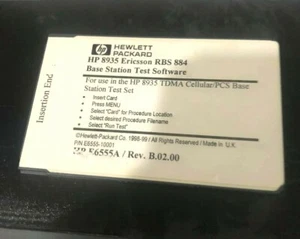 hp HEWLETT
PACKARD
HP 8935 Ericsson RBS 884
Base Station Test Software
For use in the HP 8935 TDMA Cellular/PCS Base
Station Test Set
• Insert Card
• Press MENU
• Select "Card" for Procedure Location
• Select desired Procedure Filename
• Select "Run Test"
©Hewlett-Packard Co. 1998-99 / All Rights Reserved / Made in U.K.
P/N E6555-10001
HP E6555A / Rev. B.02.00
Insertion End